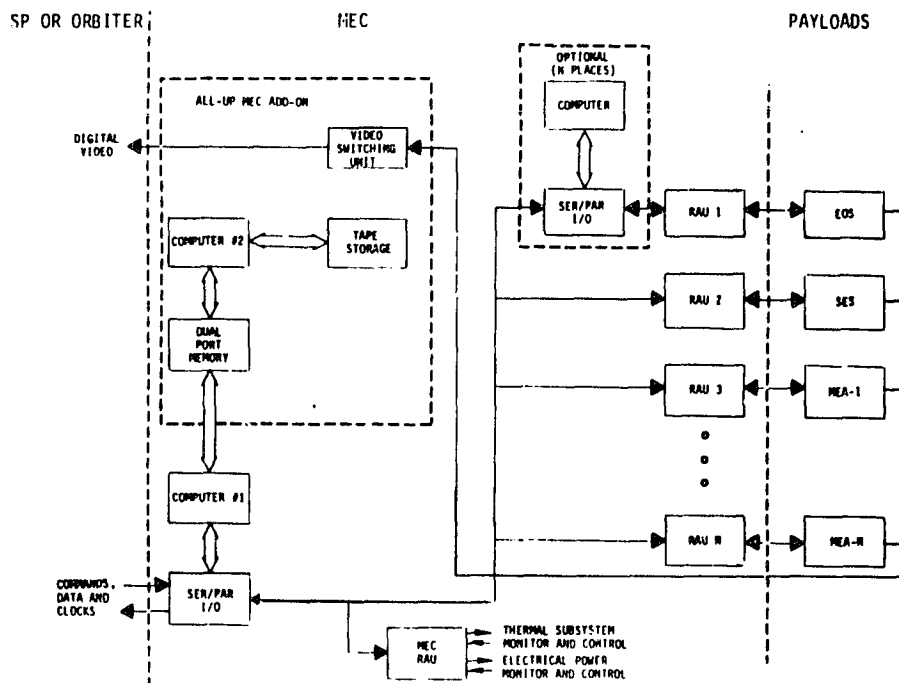 SP OR ORBITER
MEC
PAYLOADS
OPTIONAL
(N PLACES)
COMPUTER
ALL-UP MEC ADD-ON
DIGITAL
VIDEO
VIDEO
SWITCHING
UNIT
SER/PAR
I/O
RAU 1
EOS
COMPUTER #2
TAPE
STORAGE
RAU 2
SES
DUAL
PORT
MEMORY
RAU 3
MEA-1
COMPUTER #1
RAU N
MEA-N
COMMANDS,
DATA AND
CLOCKS
SER/PAR
I/O
MEC
RAU
THERMAL SUBSYSTEM
MONITOR AND CONTROL
ELECTRICAL POWER
MONITOR AND CONTROL